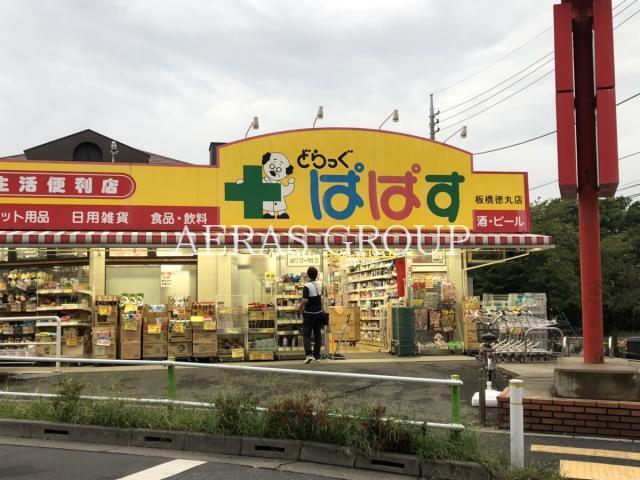 どらっぐ
ぱぱす
板橋徳丸店
生活便利店
ット用品
日用雑貨
食品・飲料
酒・ビール
AERAS GROUP